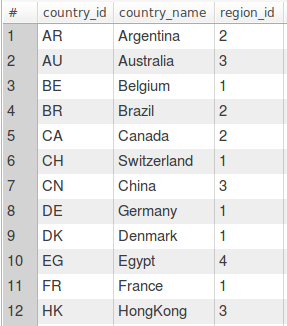 # country_id country_name region_id
1 AR Argentina 2
2 AU Australia 3
3 BE Belgium 1
4 BR Brazil 2
5 CA Canada 2
6 CH Switzerland 1
7 CN China 3
8 DE Germany 1
9 DK Denmark 1
10 EG Egypt 4
11 FR France 1
12 HK HongKong 3